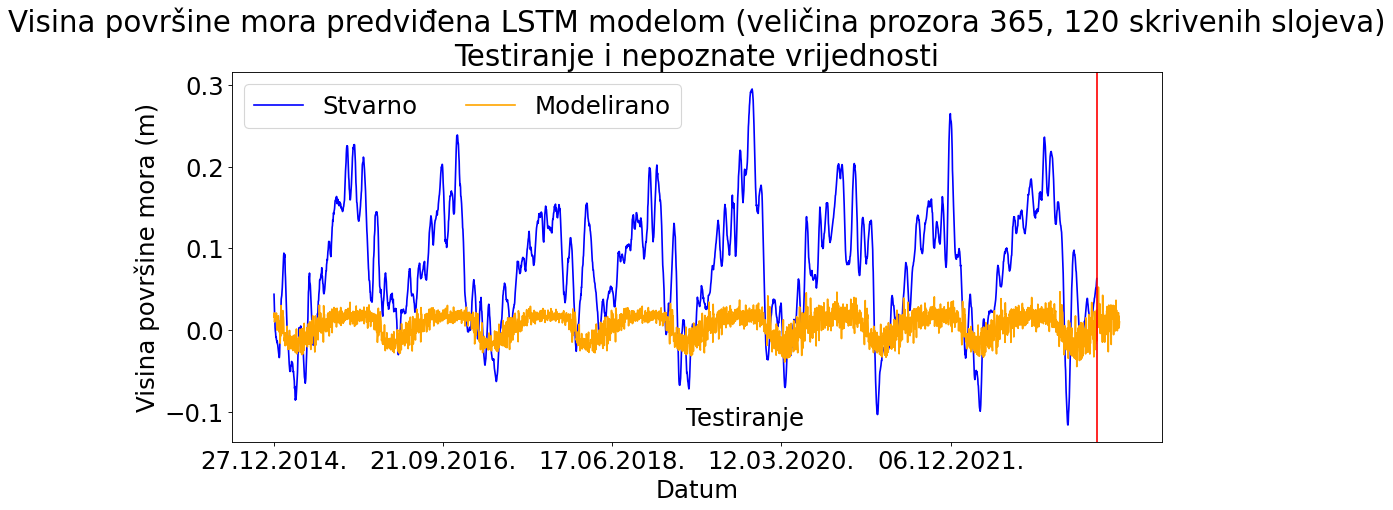 Visina površine mora predviđena LSTM modelom (veličina prozora 365, 120 skrivenih slojeva)
Testiranje i nepoznate vrijednosti
Stvarno Modelirano
Visina površine mora (m)
0.3
0.2
0.1
0.0
−0.1
Testiranje
27.12.2014. 21.09.2016. 17.06.2018. 12.03.2020. 06.12.2021.
Datum